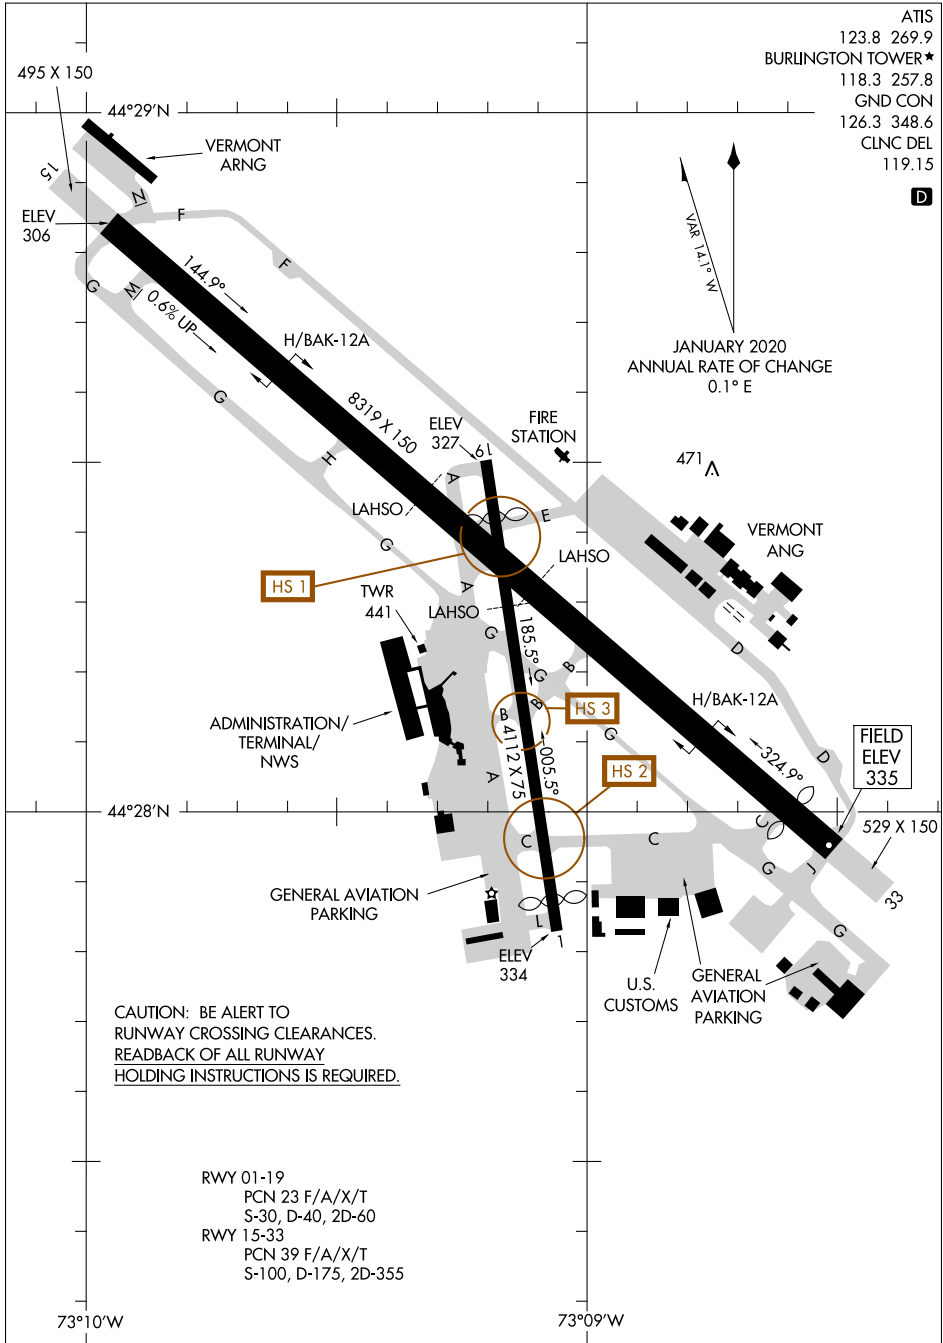 ATIS
123.8 269.9
BURLINGTON TOWER★
118.3 257.8
GND CON
126.3 348.6
CLNC DEL
119.15
D
495 X 150
44°29'N
VERMONT
ARNG
15
N
ELEV
306
F
F
G
M
144.9°
0.6% UP
VAR 14.1° W
JANUARY 2020
ANNUAL RATE OF CHANGE
0.1° E
H/BAK-12A
G
8319 X 150
ELEV
327
19
FIRE
STATION
471
H
A
LAHSO
E
VERMONT
ANG
G
HS 1
LAHSO
TWR
441
A
LAHSO
G
185.5°
G
B
D
B
B
HS 3
H/BAK-12A
G
ADMINISTRATION/
TERMINAL/
NWS
4112 X 75
005.5°
324.9°
D
FIELD
ELEV
335
A
HS 2
44°28'N
C
C
C
529 X 150
G
J
33
GENERAL AVIATION
PARKING
L
1
G
ELEV
334
U.S.
CUSTOMS
GENERAL
AVIATION
PARKING
CAUTION: BE ALERT TO
RUNWAY CROSSING CLEARANCES.
READBACK OF ALL RUNWAY
HOLDING INSTRUCTIONS IS REQUIRED.
RWY 01-19
PCN 23 F/A/X/T
S-30, D-40, 2D-60
RWY 15-33
PCN 39 F/A/X/T
S-100, D-175, 2D-355
73°10'W
73°09'W